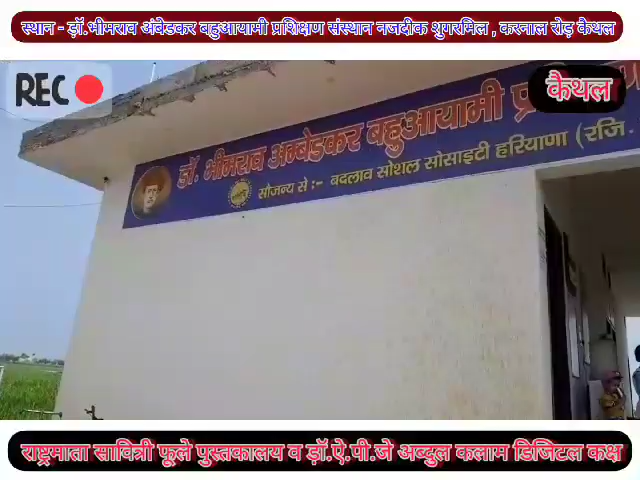 स्थान - ड़ॉ.भीमराव अंबेडकर बहुआयामी प्रशिक्षण संस्थान नजदीक शुगरमिल , करनाल रोड़ कैथल
REC
कैथल
डॉ. भीमराव अम्बेडकर बहुआयामी
सौजन्य से :- बदलाव सोशल सोसाइटी हरियाणा (रजि.
राष्ट्रमाता सावित्री फूले पुस्तकालय व ड़ॉ.ऐ.पी.जे अब्दुल कलाम डिजिटल कक्ष